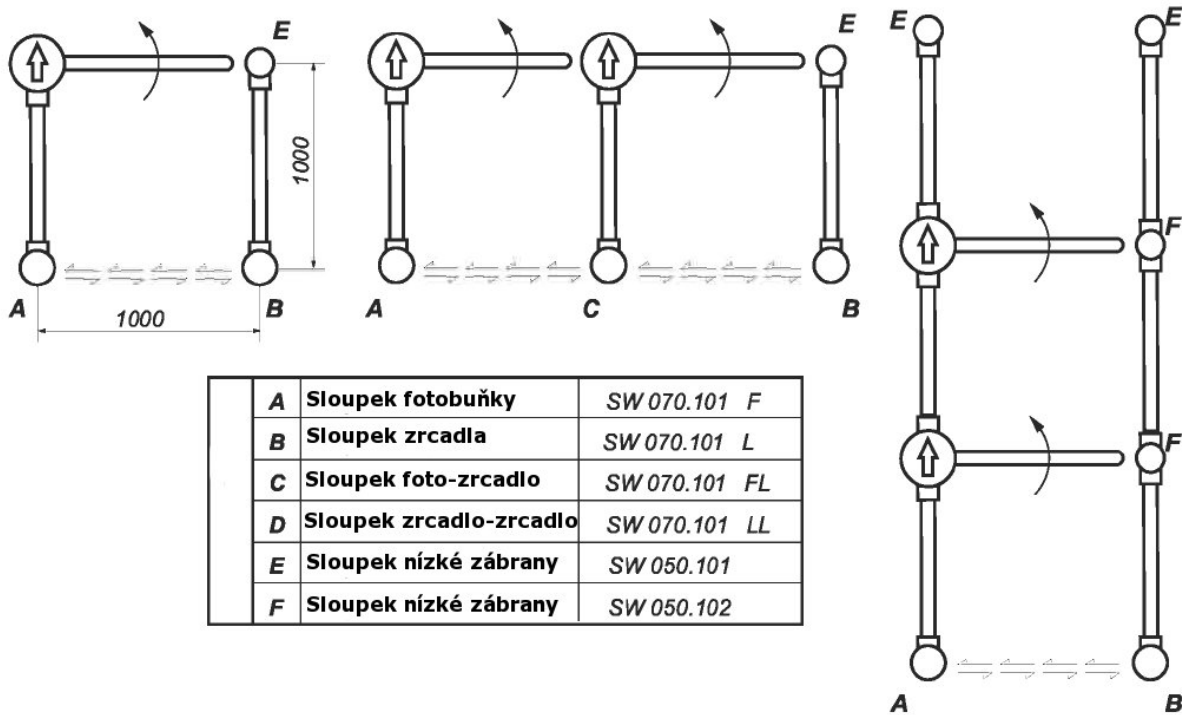 E
E
E
E
1000
F
A
B
A
C
B
1000
F
A Sloupek fotobuňky SW 070.101 F
B Sloupek zrcadla SW 070.101 L
C Sloupek foto-zrcadlo SW 070.101 FL
D Sloupek zrcadlo-zrcadlo SW 070.101 LL
E Sloupek nízké zábrany SW 050.101
F Sloupek nízké zábrany SW 050.102
A
B